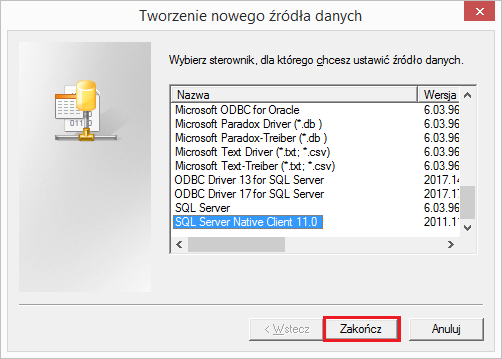 Tworzenie nowego źródła danych
Wybierz sterownik, dla którego chcesz ustawić źródło danych.
Nazwa Wersja
Microsoft ODBC for Oracle 6.03.96
Microsoft Paradox Driver (*.db ) 6.03.96
Microsoft Paradox-Treiber (*.db ) 6.03.96
Microsoft Text Driver (*.txt; *.csv) 6.03.96
Microsoft Text-Treiber (*.txt; *.csv) 6.03.96
ODBC Driver 13 for SQL Server 2017.14
ODBC Driver 17 for SQL Server 2017.17
SQL Server 6.03.96
SQL Server Native Client 11.0 2011.11
< Wstecz Zakończ Anuluj